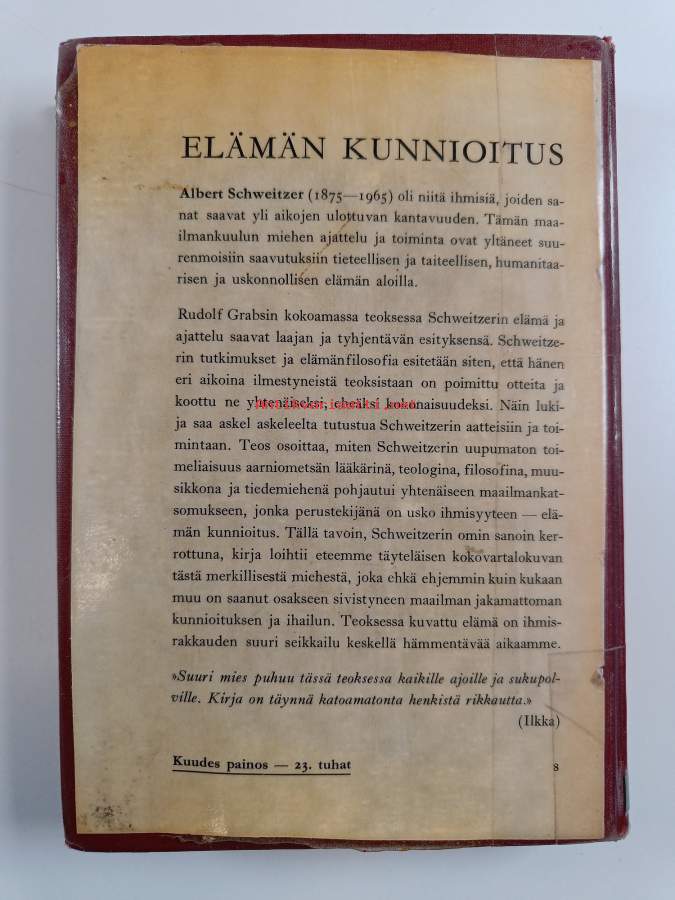 ELÄMÄN KUNNIOITUS
Albert Schweitzer (1875—1965) oli niitä ihmisiä, joiden sa-
nat saavat yli aikojen ulottuvan kantavuuden. Tämän maa-
ilmankuulun miehen ajattelu ja toiminta ovat yltäneet suu-
renmoisiin saavutuksiin tieteellisen ja taiteellisen, humanitaa-
risen ja uskonnollisen elämän aloilla.
Rudolf Grabsin kokoamassa teoksessa Schweitzerin elämä ja
ajattelu saavat laajan ja tyhjentävän esityksensä. Schweitze-
rin tutkimukset ja elämänfilosofia esitetään siten, että hänen
eri aikoina ilmestyneistä teoksistaan on poimittu otteita ja
koottu ne yhtenäiseksi, eheäksi kokonaisuudeksi. Näin luki-
ja saa askel askeleelta tutustua Schweitzerin aatteisiin ja toi-
mintaan. Teos osoittaa, miten Schweitzerin uupumaton toi-
meliaisuus aarniometsän lääkärinä, teologina, filosofina, muu-
sikkona ja tiedemiehenä pohjautui yhtenäiseen maailmankat-
somukseen, jonka perustekijänä on usko ihmisyyteen — elä-
män kunnioitus. Tällä tavoin, Schweitzerin omin sanoin ker-
rottuna, kirja loihtii eteemme täyteläisen kokovartalokuvan
tästä merkillisestä miehestä, joka ehkä ehjemmin kuin kukaan
muu on saanut osakseen sivistyneen maailman jakamattoman
kunnioituksen ja ihailun. Teoksessa kuvattu elämä on ihmis-
rakkauden suuri seikkailu keskellä hämmentävää aikaamme.
»Suuri mies puhuu tässä teoksessa kaikille ajoille ja sukupol-
ville. Kirja on täynnä katoamatonta henkistä rikkautta.»
(Ilkka)
Kuudes painos — 23. tuhat
8